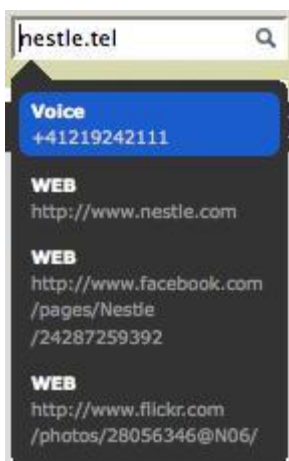 nestle.tel
Voice
+41219242111
WEB
http://www.nestle.com
WEB
http://www.facebook.com
/pages/Nestle
/24287259392
WEB
http://www.flickr.com
/photos/28056346@N06/